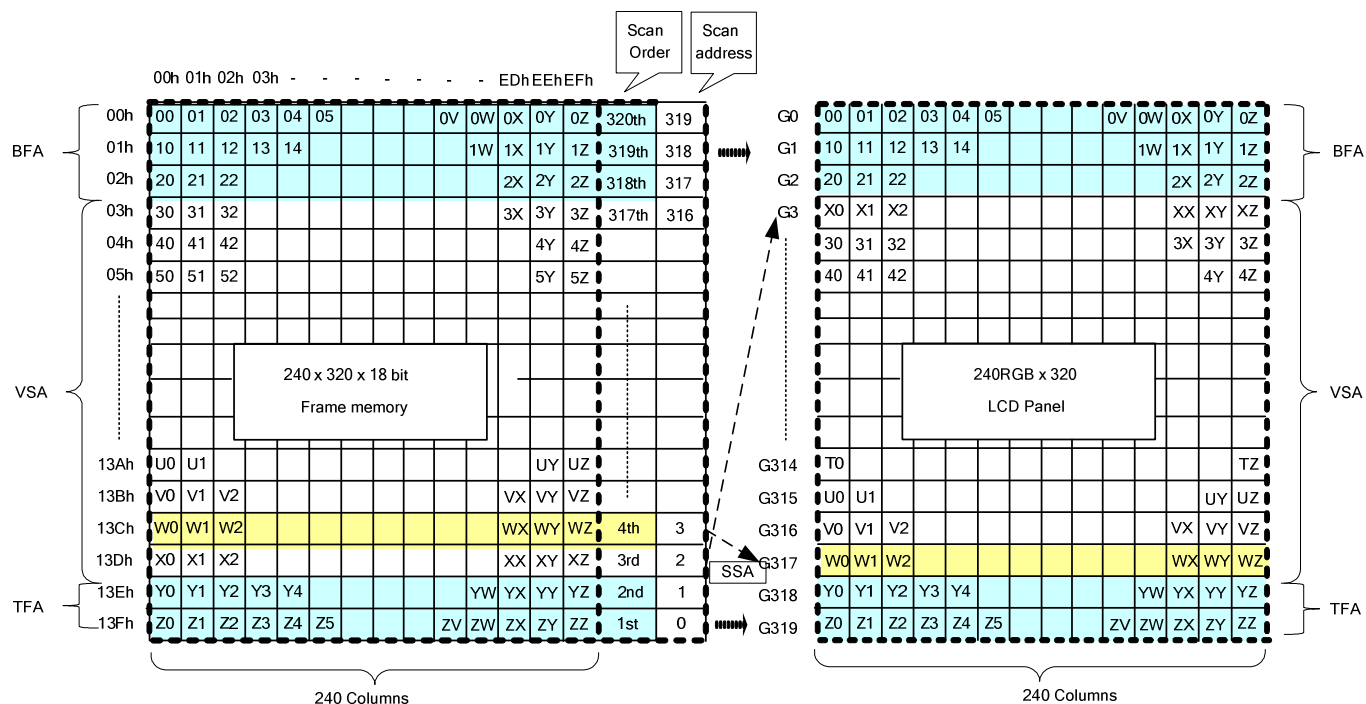 Scan Order
Scan address
00h 01h 02h 03h - - - - - - - EDh EEh EFh
00h 00 01 02 03 04 05 0V 0W 0X 0Y 0Z 320th 319
01h 10 11 12 13 14 1W 1X 1Y 1Z 319th 318
02h 20 21 22 2X 2Y 2Z 318th 317
03h 30 31 32 3X 3Y 3Z 317th 316
04h 40 41 42 4Y 4Z
05h 50 51 52 5Y 5Z
240 x 320 x 18 bit
Frame memory
13Ah U0 U1 UY UZ
13Bh V0 V1 V2 VX VY VZ
13Ch W0 W1 W2 WX WY WZ 4th 3
13Dh X0 X1 X2 XX XY XZ 3rd 2
13Eh Y0 Y1 Y2 Y3 Y4 YW YX YY YZ 2nd 1
13Fh Z0 Z1 Z2 Z3 Z4 Z5 ZV ZW ZX ZY ZZ 1st 0
BFA
VSA
TFA
240 Columns
SSA
G0 00 01 02 03 04 05 0V 0W 0X 0Y 0Z
G1 10 11 12 13 14 1W 1X 1Y 1Z
G2 20 21 22 2X 2Y 2Z
G3 X0 X1 X2 XX XY XZ
30 31 32 3X 3Y 3Z
40 41 42 4Y 4Z
240RGB x 320
LCD Panel
G314 T0 TZ
G315 U0 U1 UY UZ
G316 V0 V1 V2 VX VY VZ
G317 W0 W1 W2 WX WY WZ
G318 Y0 Y1 Y2 Y3 Y4 YW YX YY YZ
G319 Z0 Z1 Z2 Z3 Z4 Z5 ZV ZW ZX ZY ZZ
BFA
VSA
TFA
240 Columns